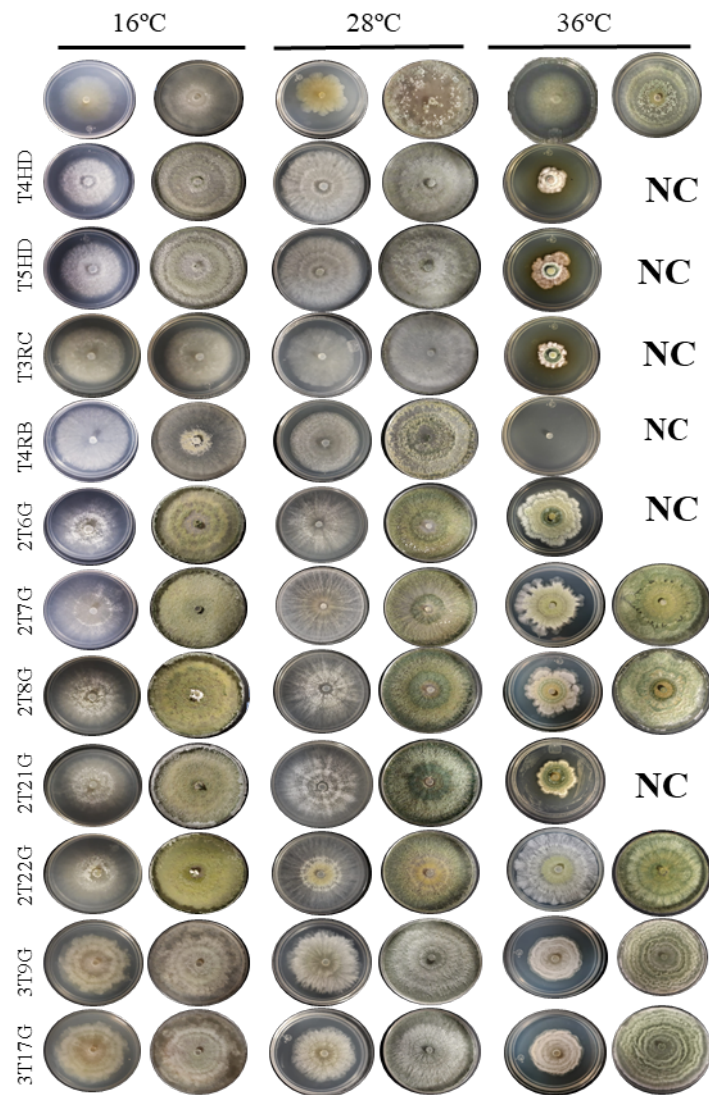 16ºC 28ºC 36ºC
T4HD NC
T5HD NC
T3RC NC
T4RB NC
2T6G NC
2T7G
2T8G
2T21G NC
2T22G
3T9G
3T17G